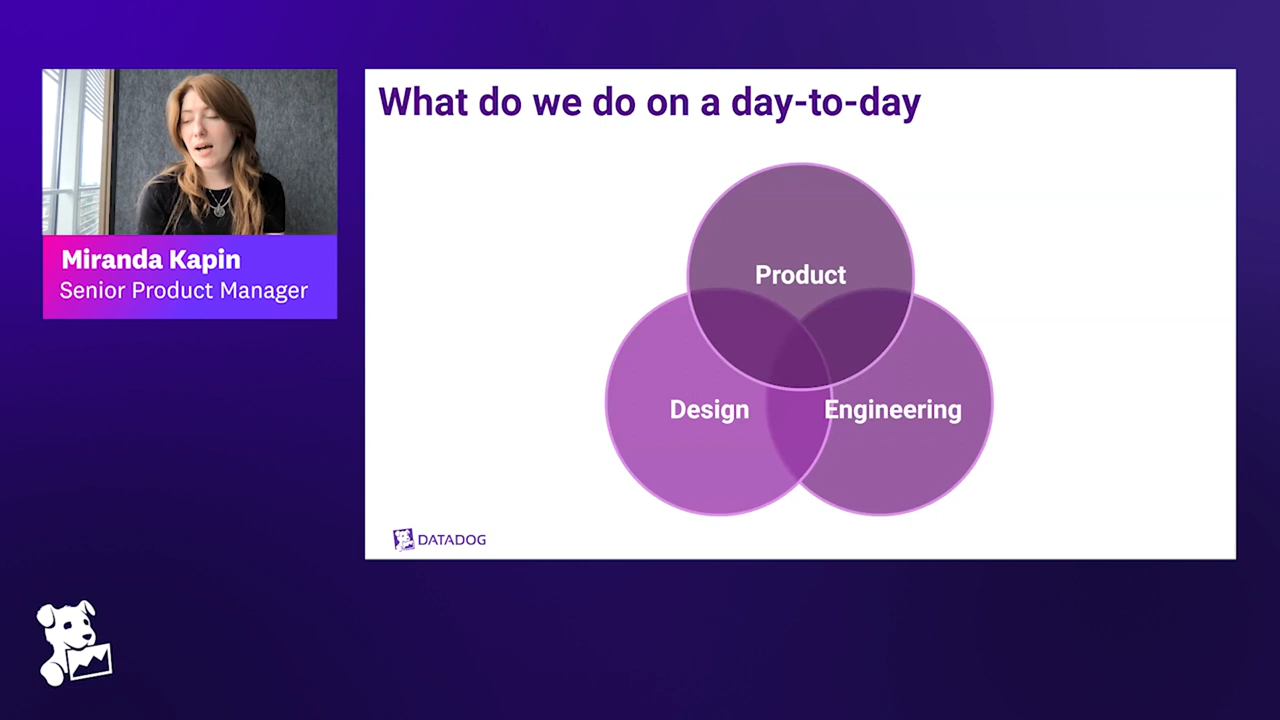 Miranda Kapin
Senior Product Manager
What do we do on a day-to-day
Product
Design
Engineering
DATADOG